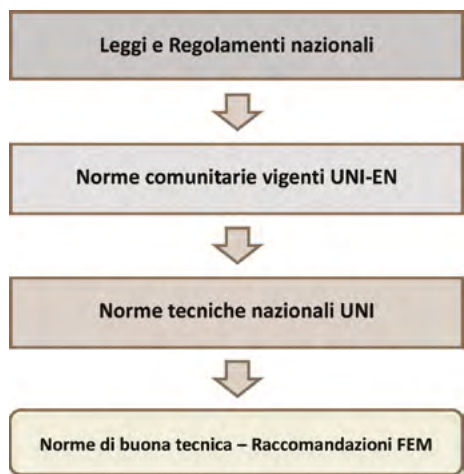 Leggi e Regolamenti nazionali
Norme comunitarie vigenti UNI-EN
Norme tecniche nazionali UNI
Norme di buona tecnica – Raccomandazioni FEM